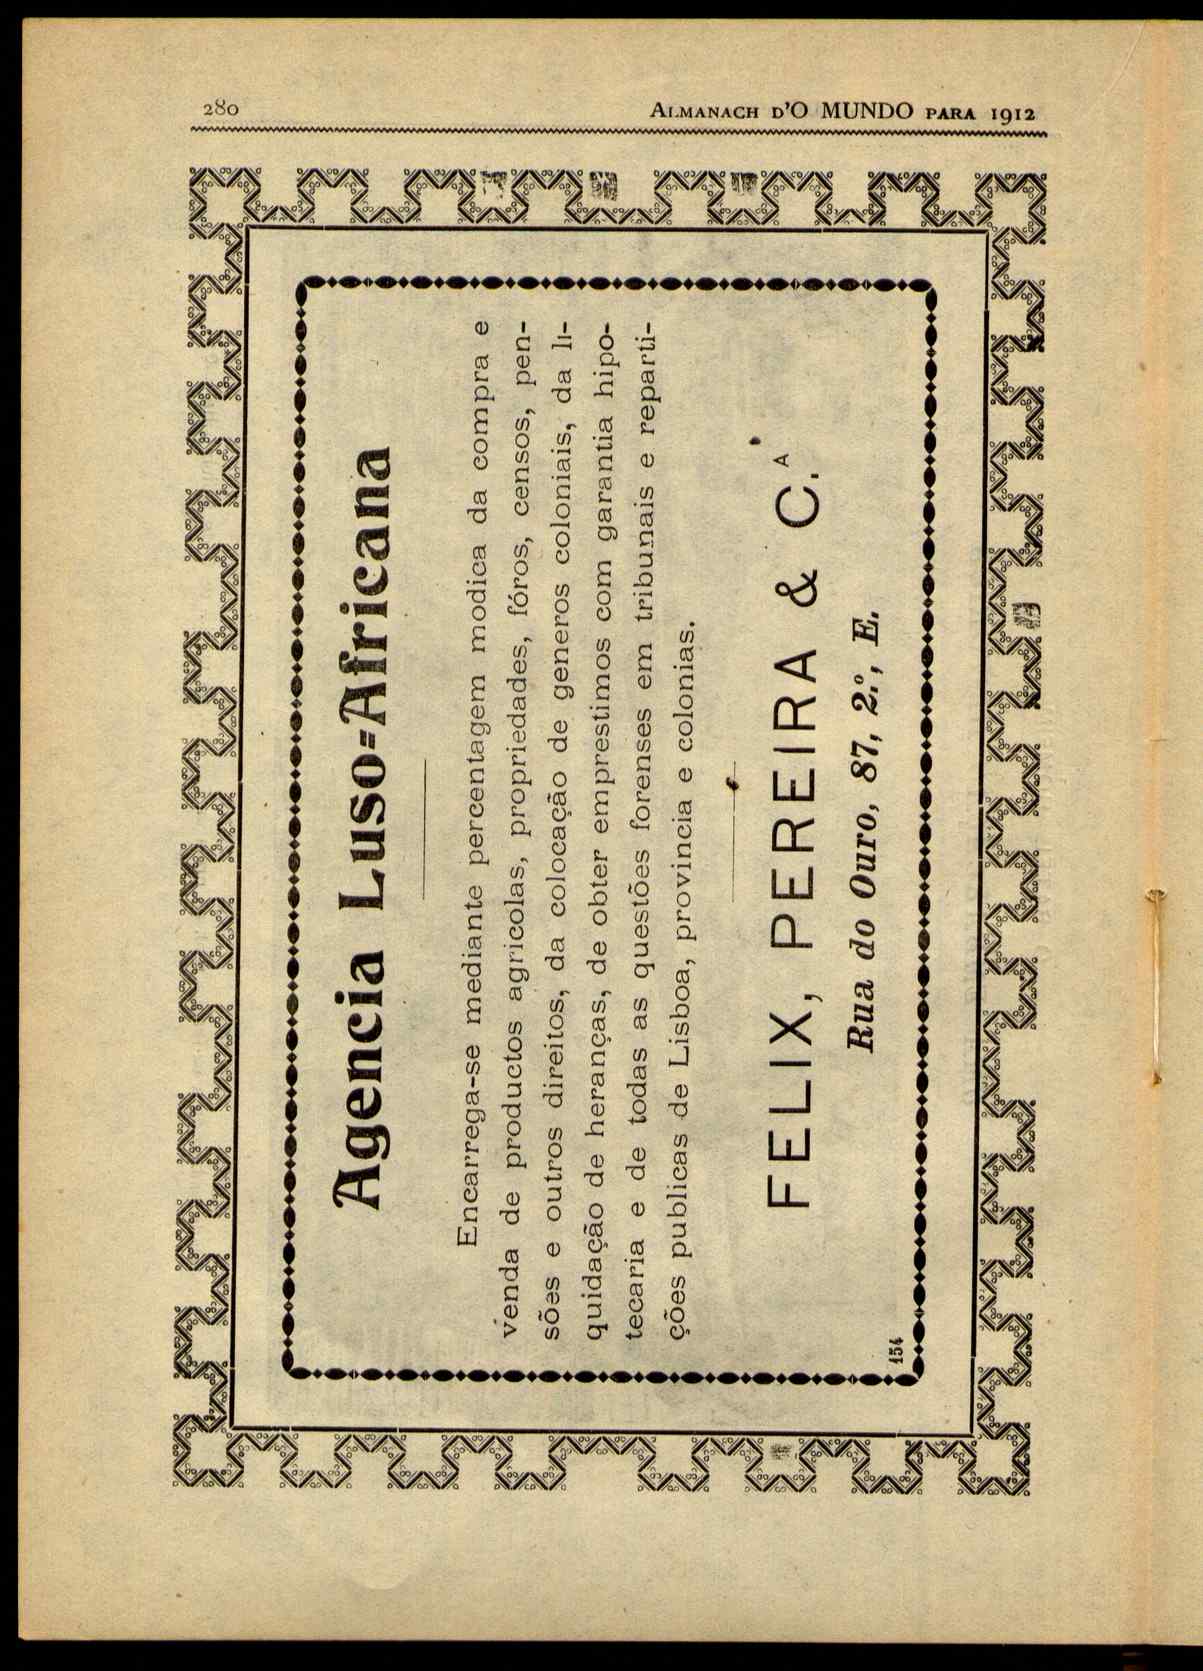 280
ALMANACH D'O MUNDO PARA 1912
Agencia Luso-Africana
Encarrega-se mediante percentagem modica da compra e
venda de productos agricolas, propriedades, fóros, censos, pen-
sões e outros direitos, da colocação de generos coloniais, da li-
quidação de heranças, de obter emprestimos com garantia hipo-
tecaria e de todas as questões forenses em tribunais e reparti-
ções publicas de Lisboa, provincia e colonias.
FELIX, PEREIRA & C.A
Rua do Ouro, 87, 2.º, E.
154